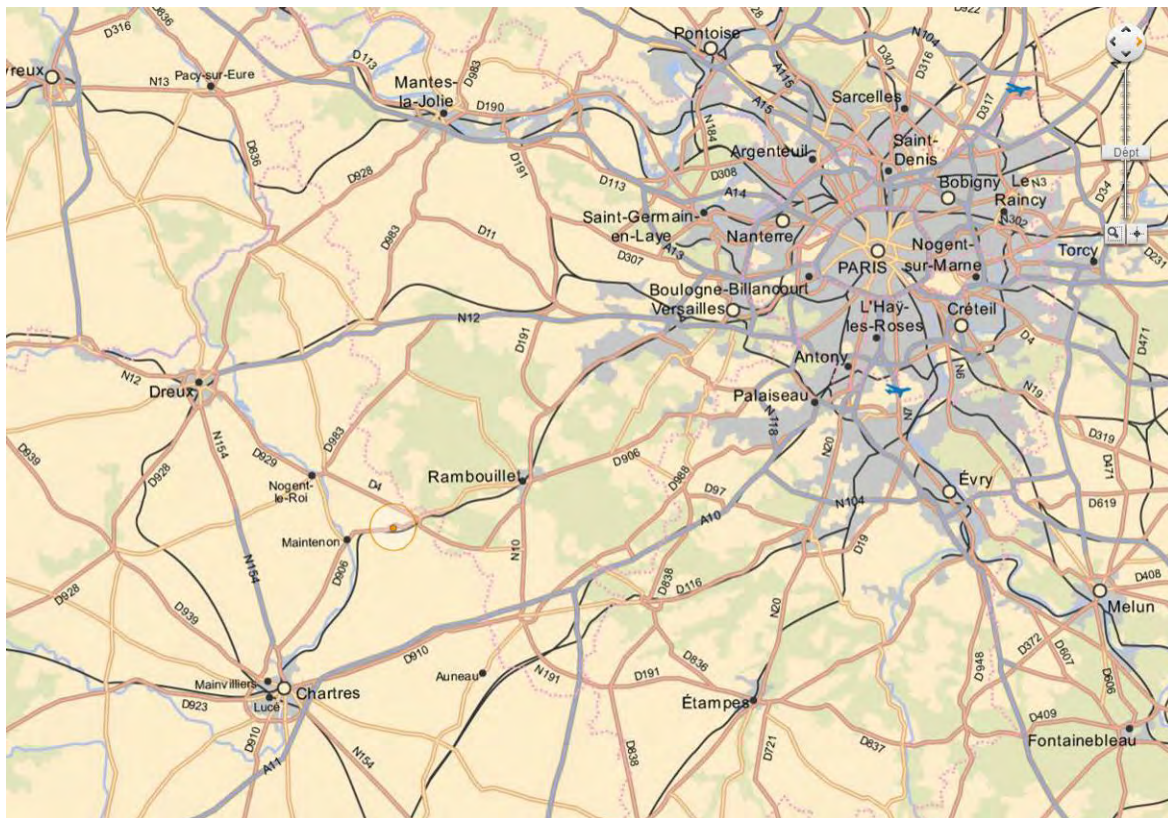 D316
D922
Pontoise
D28
N104
reux
N13
Pacy-sur-Eure
D113
D983
Mantes-
la-Jolie
D190
A115
A15
D301
D316
D317
Sarcelles
N184
D836
D928
D191
Argenteuil
Saint-
Denis
D113
D308
A14
Bobigny
Le
Raincy
N3
D34
Dépt
N302
Saint-Germain-
en-Laye
Nanterre
D983
D11
D307
A13
PARIS
Nogent-
sur-Marne
Torcy
D231
Boulogne-Billancourt
Versailles
L'Haÿ-
les-Roses
Créteil
N12
D191
D4
D471
N12
Dreux
Antony
N6
N19
Palaiseau
N118
N7
N20
D939
D928
N154
D929
D983
D319
D471
Nogent-
le-Roi
D4
Rambouillet
D906
D988
D97
N104
Évry
D619
A10
Maintenon
D906
N10
D19
N154
D838
D116
D408
D928
D939
N20
Melun
D372
D607
D606
D948
D910
Auneau
N191
D191
D836
Mainvilliers
Chartres
Lucé
D923
Étampes
D409
Fontainebleau
D910
A11
N154
D838
D721
D837